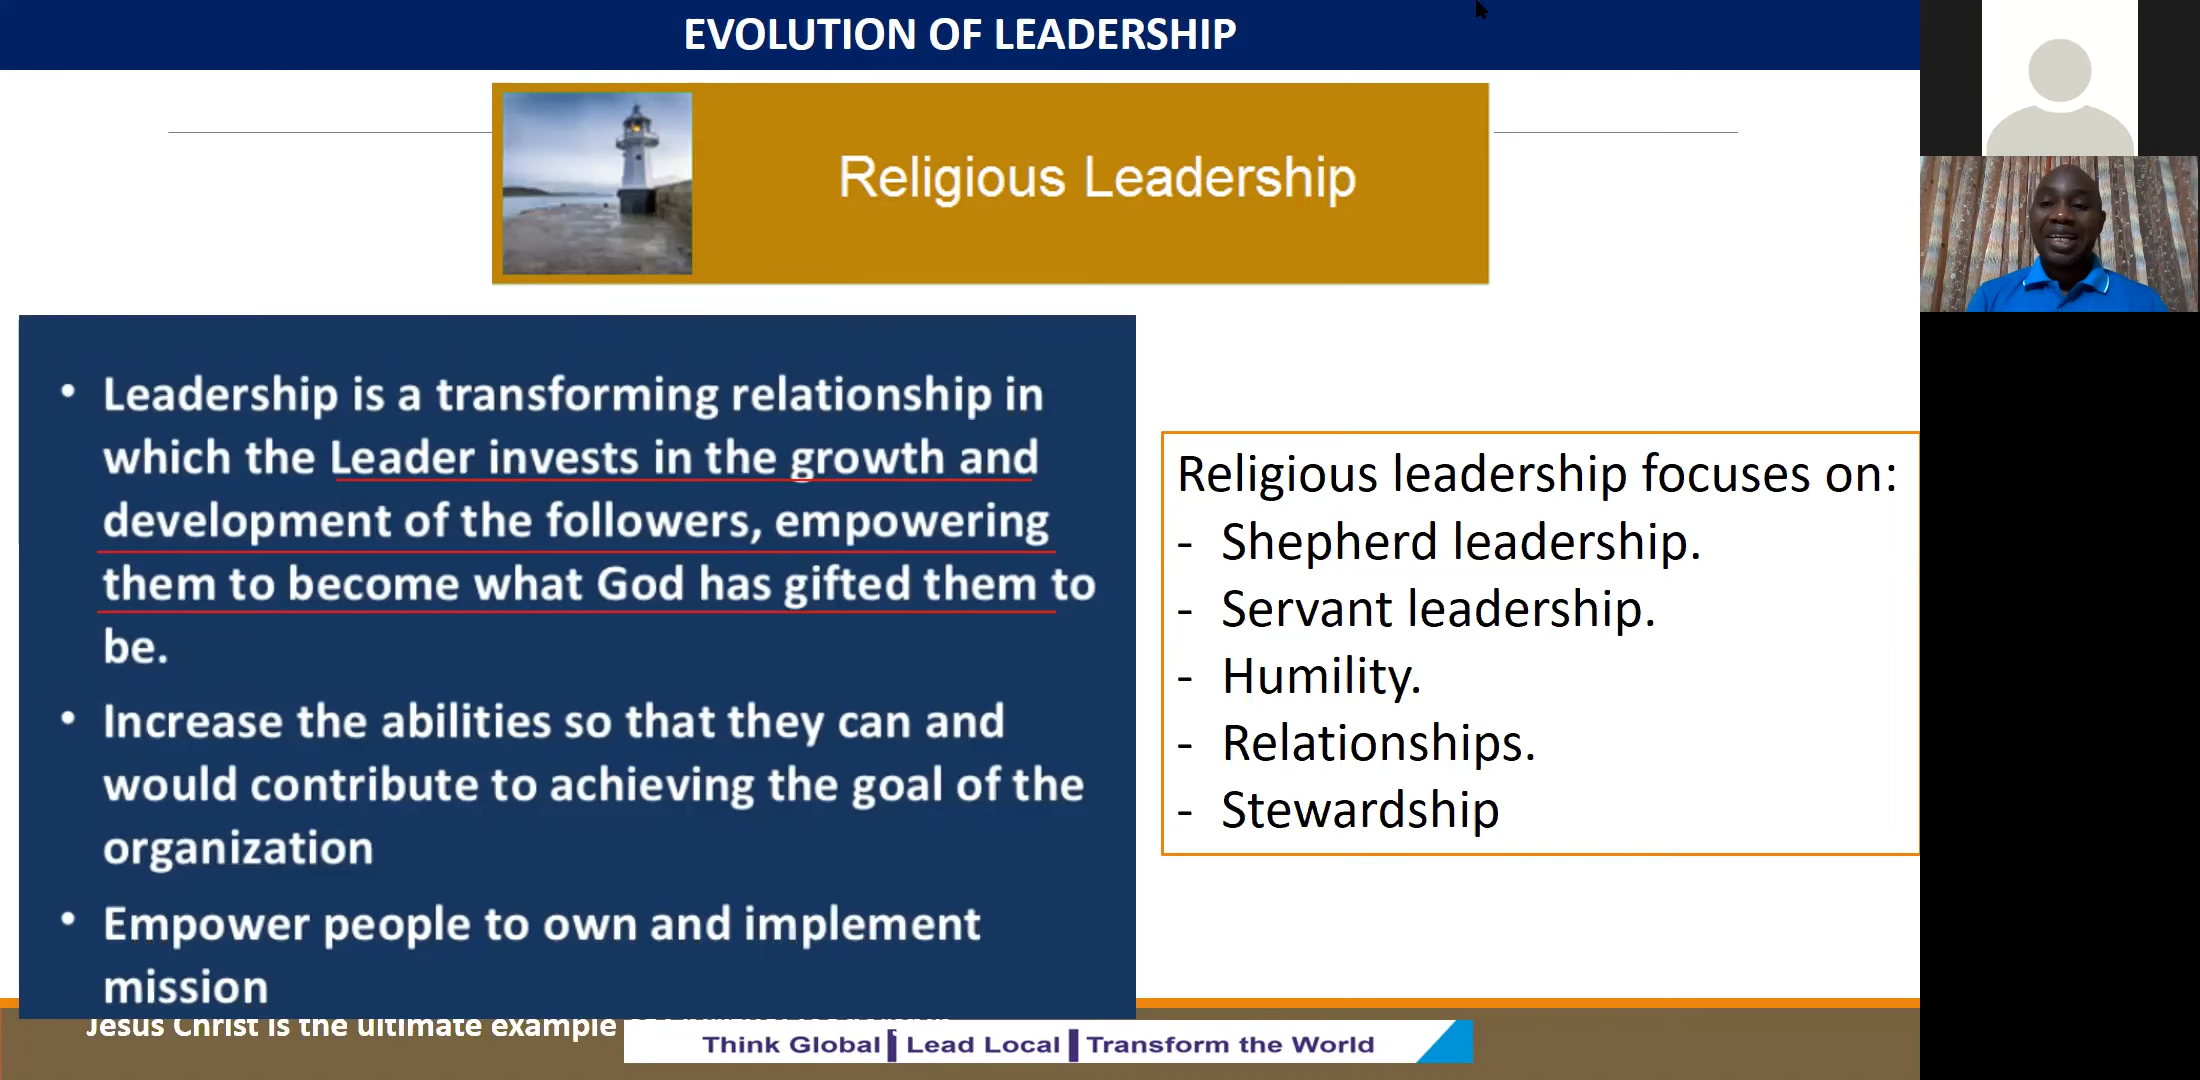 EVOLUTION OF LEADERSHIP
Religious Leadership
• Leadership is a transforming relationship in
which the Leader invests in the growth and
development of the followers, empowering
them to become what God has gifted them to
be.
• Increase the abilities so that they can and
would contribute to achieving the goal of the
organization
• Empower people to own and implement
mission
Religious leadership focuses on:
- Shepherd leadership.
- Servant leadership.
- Humility.
- Relationships.
- Stewardship
Jesus Christ is the ultimate example
Think Global | Lead Local | Transform the World